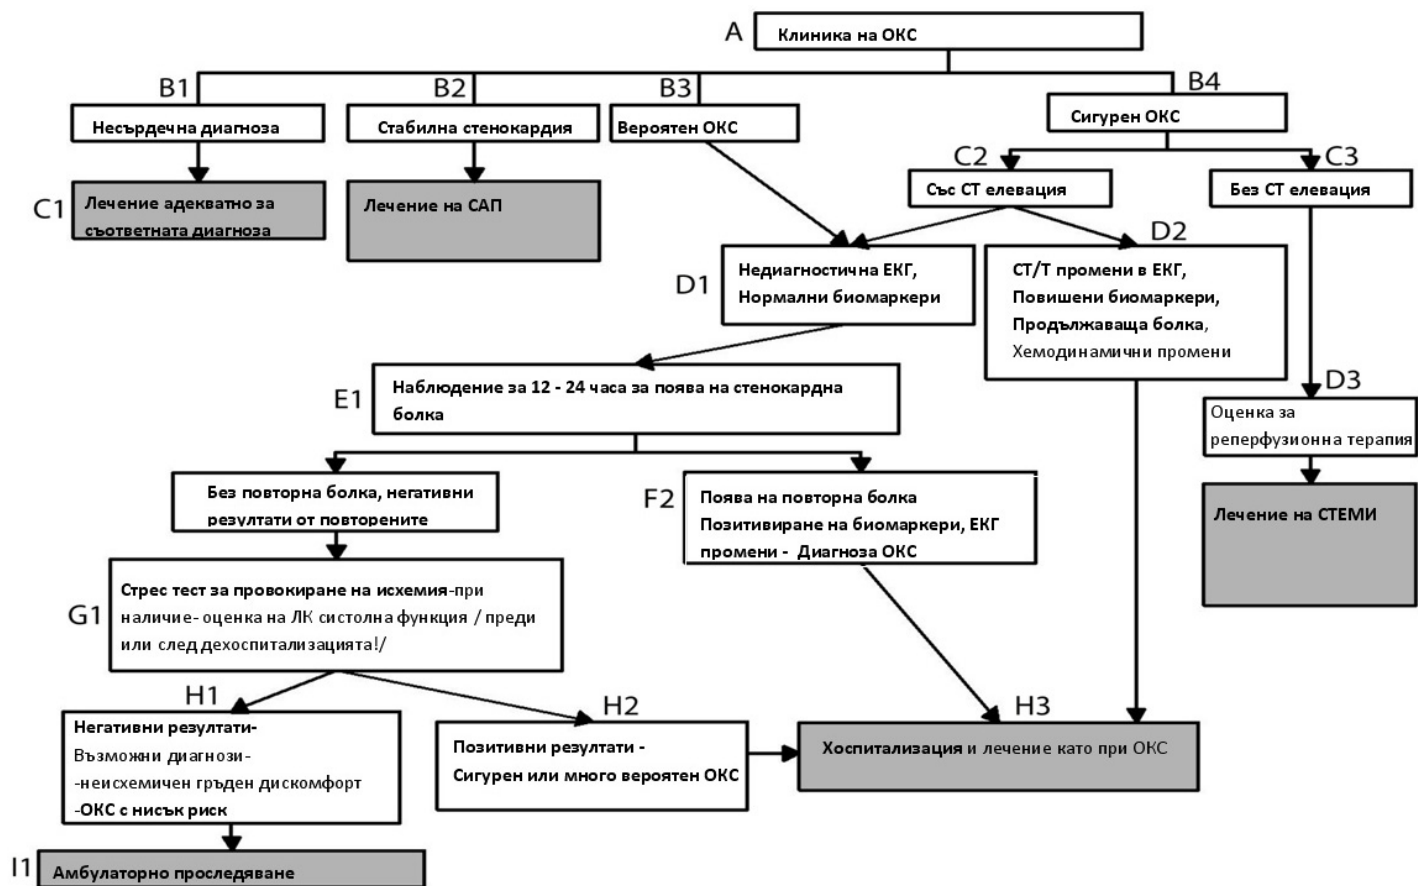 A
Клиника на ОКС
B1
B2
B3
B4
Несърдечна диагноза
Стабилна стенокардия
Вероятен ОКС
Сигурен ОКС
C2
C3
Със СТ елевация
Без СТ елевация
C1
Лечение адекватно за
съответната диагноза
Лечение на САП
D1
Недиагностична ЕКГ,
Нормални биомаркери
D2
СТ/Т промени в ЕКГ,
Повишени биомаркери,
Продължаваща болка,
Хемодинамични промени
E1
Наблюдение за 12 - 24 часа за поява на стенокардна
болка
D3
Оценка за
реперфузионна терапия
Без повторна болка, негативни
резултати от повторените
F2
Поява на повторна болка
Позитивиране на биомаркери, ЕКГ
промени - Диагноза ОКС
Лечение на СТЕМИ
G1
Стрес тест за провокиране на исхемия-при
наличие- оценка на ЛК систолна функция / преди
или след дехоспитализацията!/
H1
Негативни резултати-
Възможни диагнози-
-неисхемичен гръден дискомфорт
-ОКС с нисък риск
H2
Позитивни резултати -
Сигурен или много вероятен ОКС
H3
Хоспитализация и лечение като при ОКС
I1
Амбулаторно проследяване